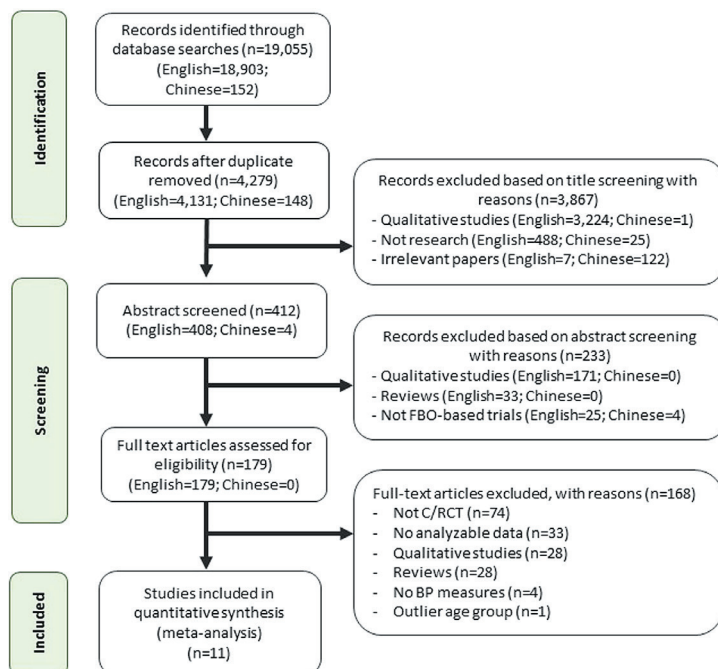 Identification
Records identified through
database searches (n=19,055)
(English=18,903;
Chinese=152)
Records after duplicate
removed (n=4,279)
(English=4,131; Chinese=148)
Records excluded based on title screening with
reasons (n=3,867)
- Qualitative studies (English=3,224; Chinese=1)
- Not research (English=488; Chinese=25)
- Irrelevant papers (English=7; Chinese=122)
Screening
Abstract screened (n=412)
(English=408; Chinese=4)
Records excluded based on abstract screening
with reasons (n=233)
- Qualitative studies (English=171; Chinese=0)
- Reviews (English=33; Chinese=0)
- Not FBO-based trials (English=25; Chinese=4)
Full text articles assessed for
eligibility (n=179)
(English=179; Chinese=0)
Full-text articles excluded, with reasons (n=168)
- Not C/RCT (n=74)
- No analyzable data (n=33)
- Qualitative studies (n=28)
- Reviews (n=28)
- No BP measures (n=4)
- Outlier age group (n=1)
Included
Studies included in
quantitative synthesis
(meta-analysis)
(n=11)